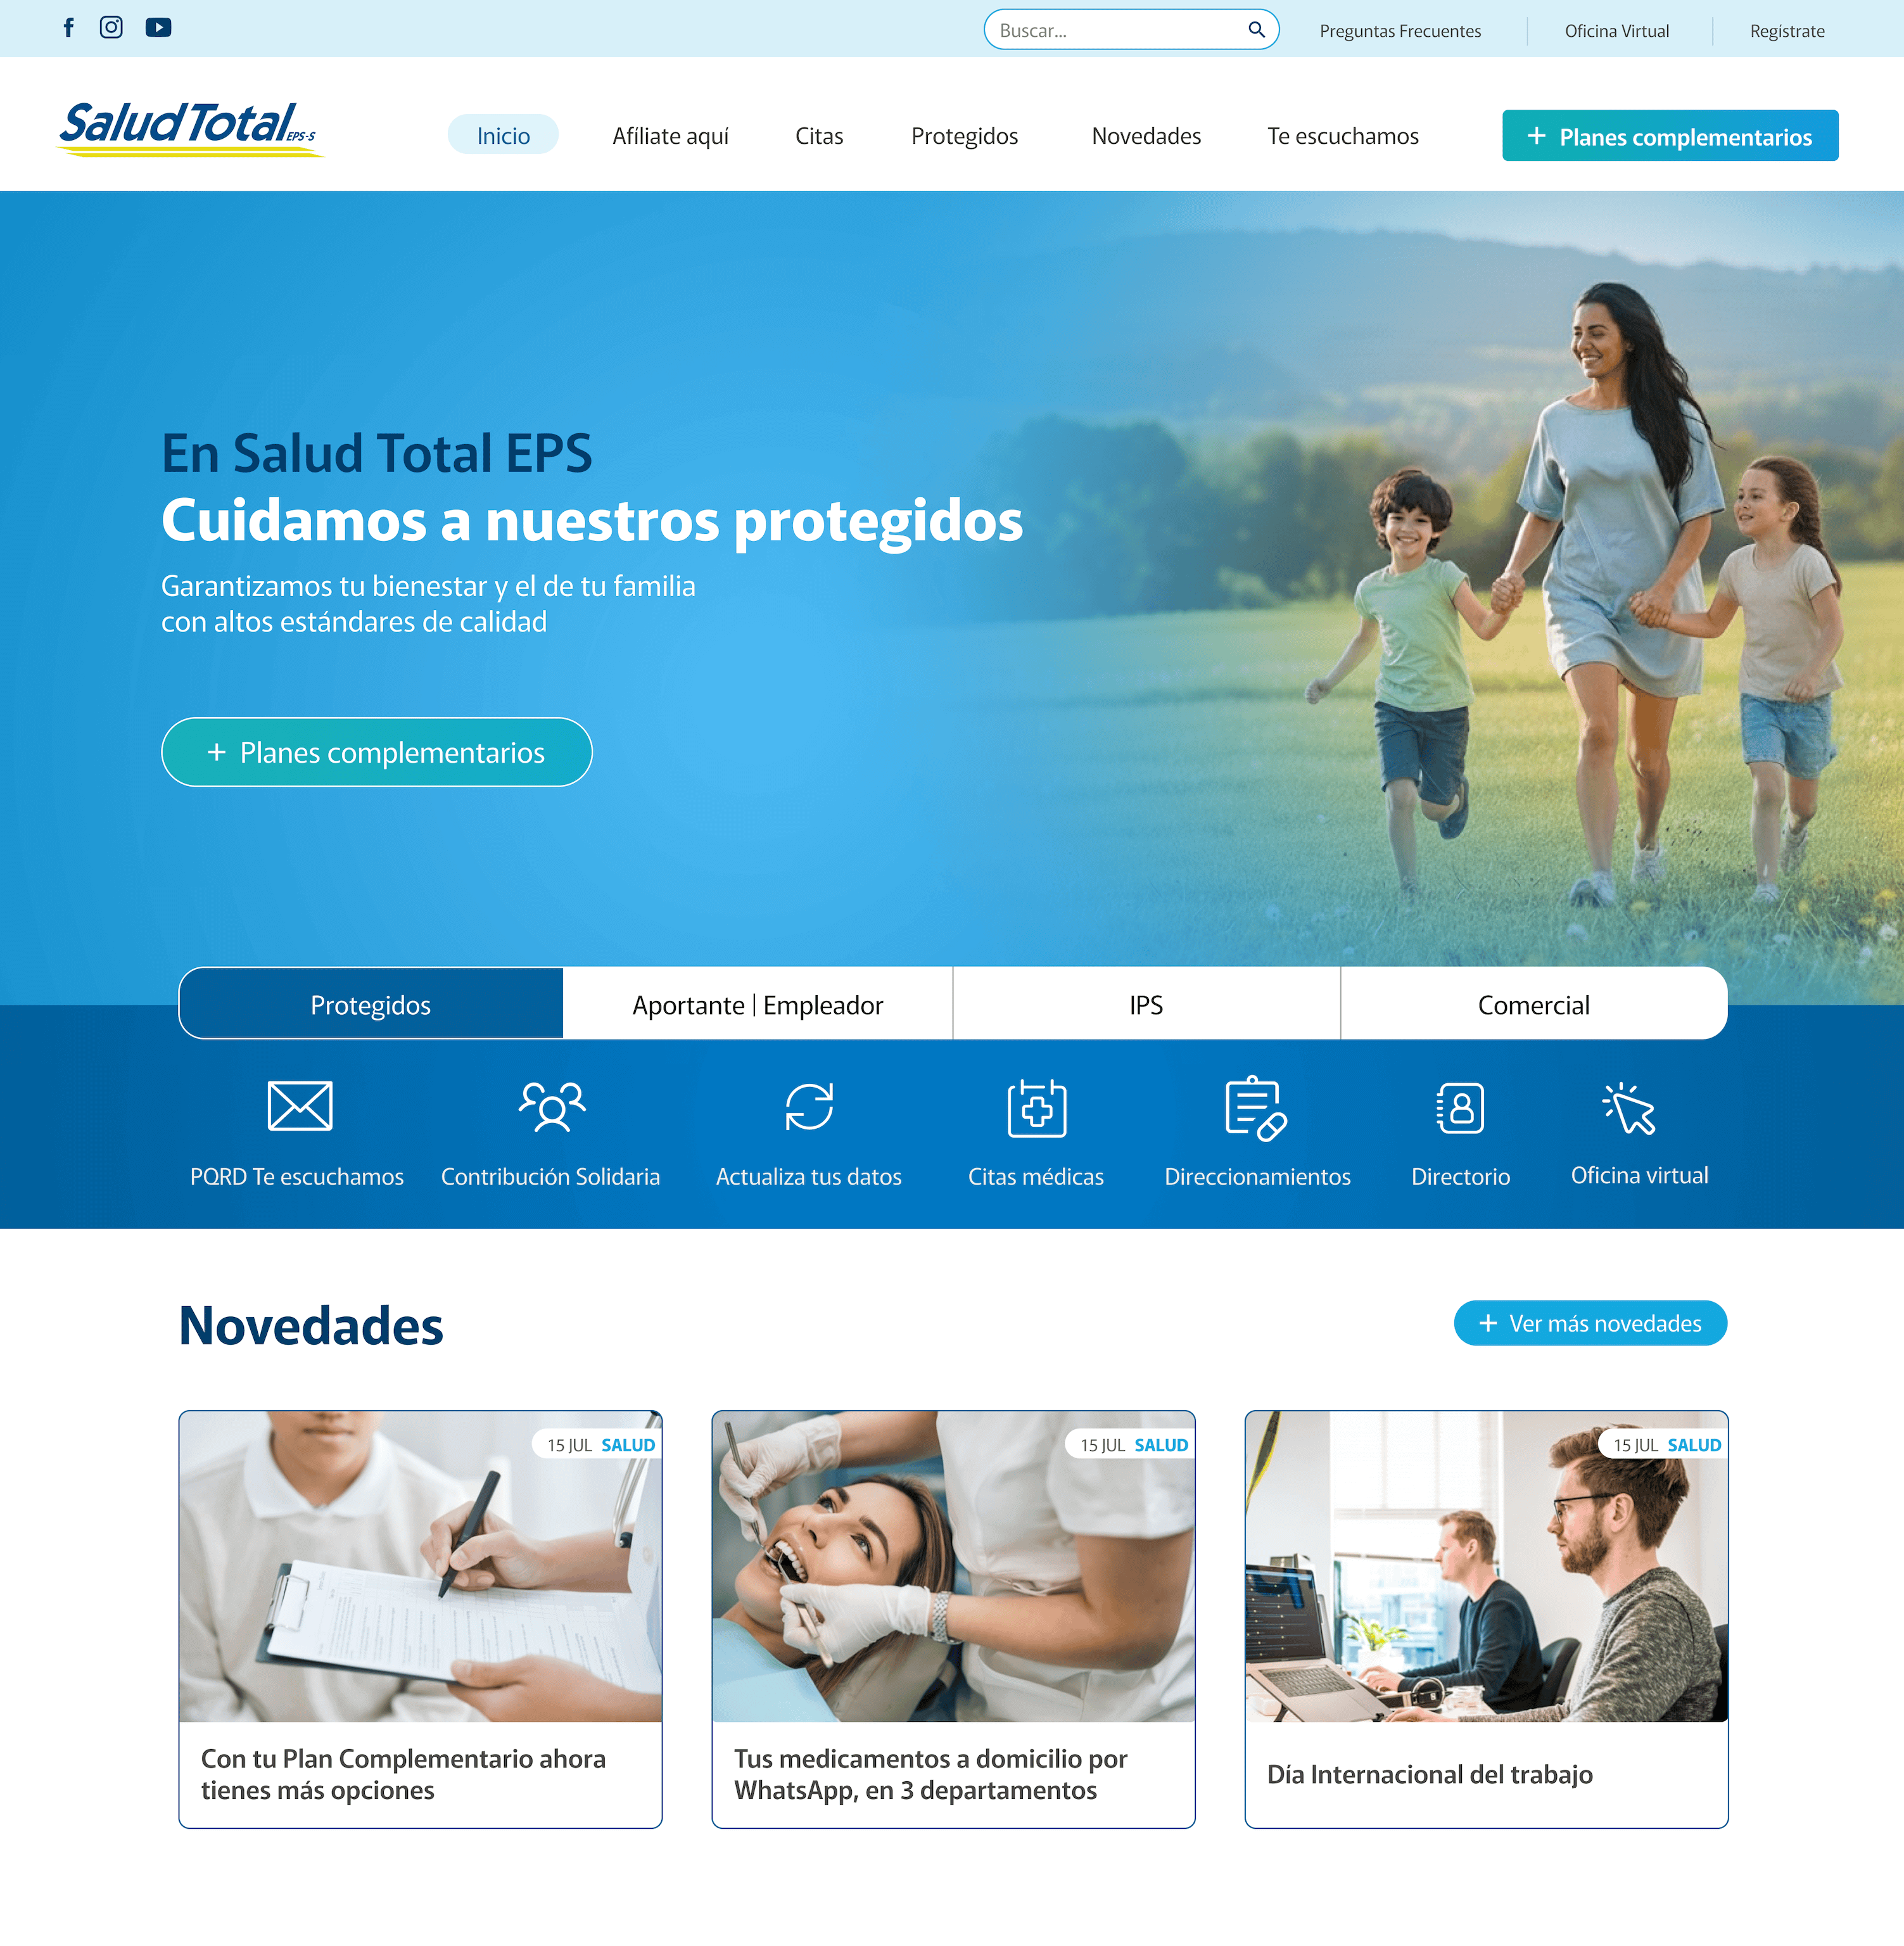 Buscar...
Preguntas Frecuentes
Oficina Virtual
Regístrate
Salud Total EPS-S
Inicio
Afíliate aquí
Citas
Protegidos
Novedades
Te escuchamos
+ Planes complementarios
En Salud Total EPS
Cuidamos a nuestros protegidos
Garantizamos tu bienestar y el de tu familia
con altos estándares de calidad
+ Planes complementarios
Protegidos
Aportante | Empleador
IPS
Comercial
PQRD Te escuchamos
Contribución Solidaria
Actualiza tus datos
Citas médicas
Direccionamientos
Directorio
Oficina virtual
Novedades
+ Ver más novedades
15 JUL SALUD
Con tu Plan Complementario ahora
tienes más opciones
15 JUL SALUD
Tus medicamentos a domicilio por
WhatsApp, en 3 departamentos
15 JUL SALUD
Día Internacional del trabajo